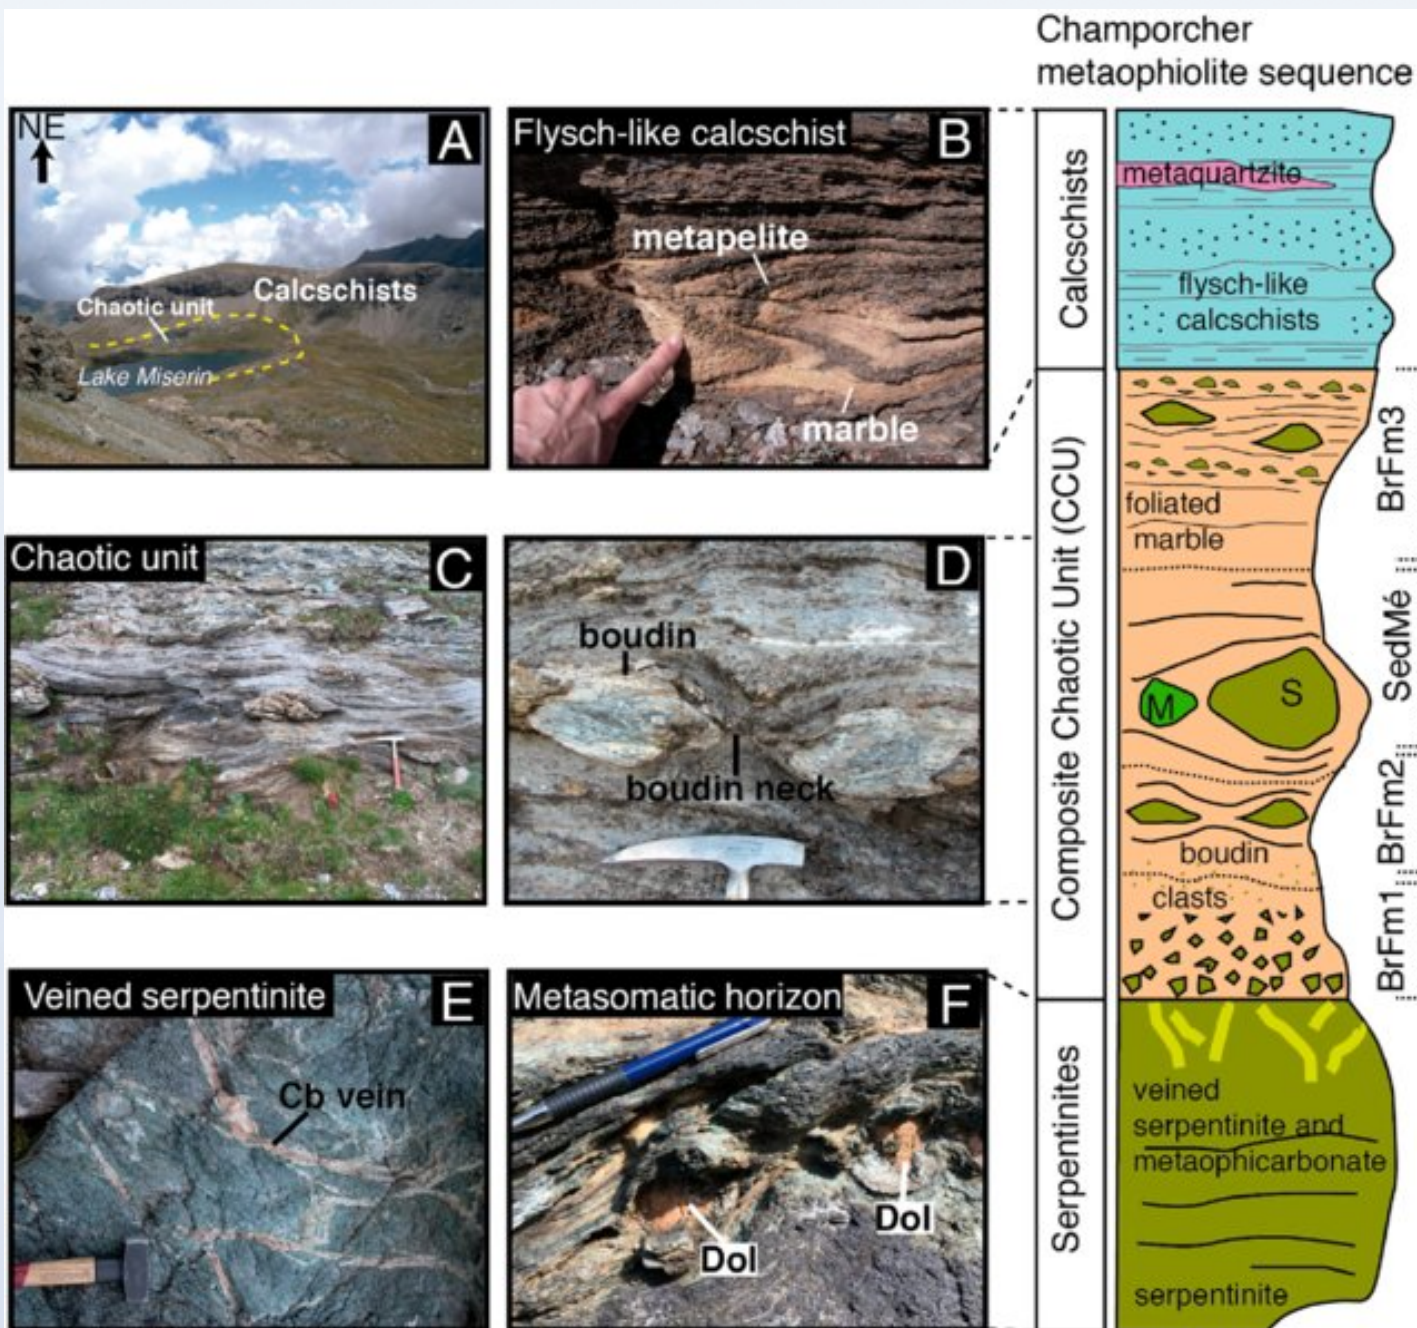 Champorcher
metaophiolite sequence
NE
A
Chaotic unit
Calcschists
Lake Miserin
Flysch-like calcschist
B
metapelite
marble
Chaotic unit
C
D
boudin
boudin neck
Veined serpentinite
E
Cb vein
Metasomatic horizon
F
Dol
Dol
Calcschists
Composite Chaotic Unit (CCU)
Serpentinites
metaquartzite
flysch-like
calcschists
foliated
marble
M
S
boudin
clasts
veined
serpentinite and
metaophicarbonate
serpentinite
BrFm3
SedMé
BrFm2
BrFm1